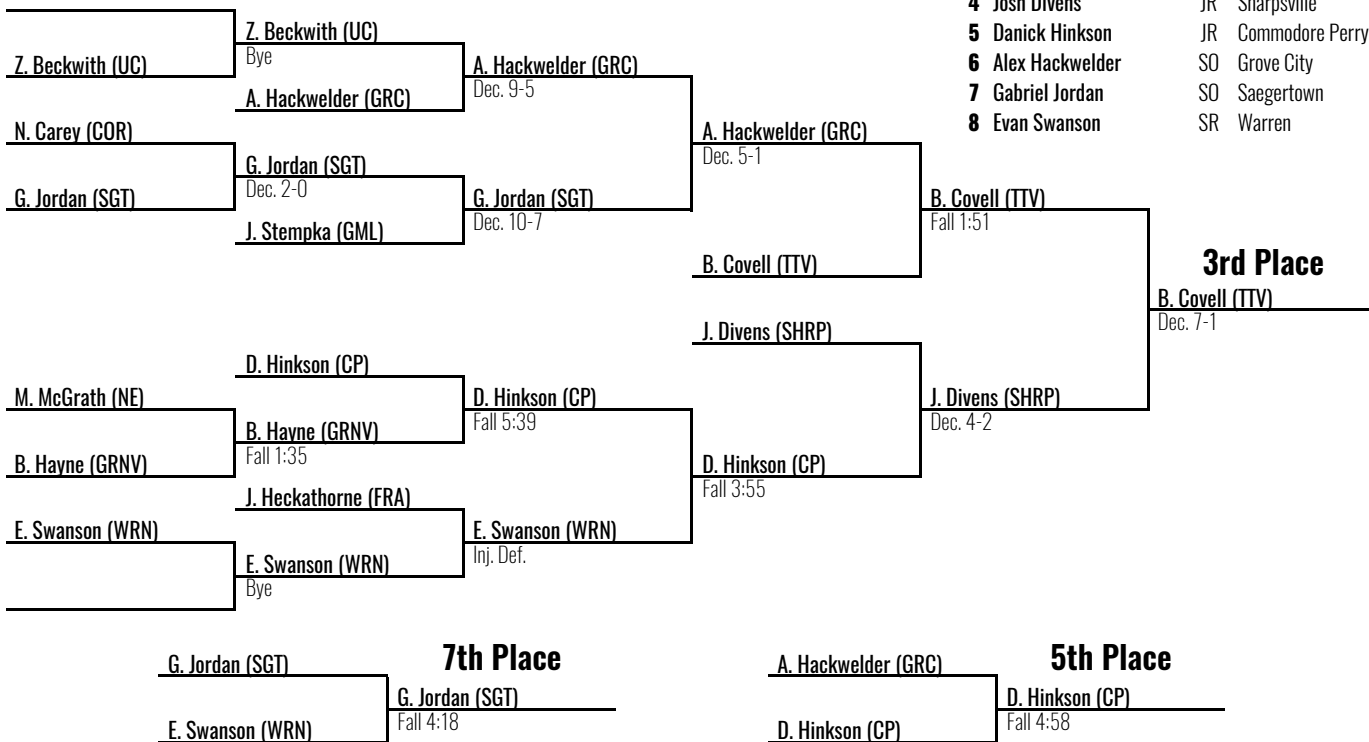 4 Josh Divens JR Sharpsville
5 Danick Hinkson JR Commodore Perry
6 Alex Hackwelder SO Grove City
7 Gabriel Jordan SO Saegertown
8 Evan Swanson SR Warren
Z. Beckwith (UC)
Z. Beckwith (UC)
Bye
A. Hackwelder (GRC)
A. Hackwelder (GRC)
Dec. 9-5
N. Carey (COR)
G. Jordan (SGT)
G. Jordan (SGT)
Dec. 2-0
J. Stempka (GML)
G. Jordan (SGT)
Dec. 10-7
A. Hackwelder (GRC)
Dec. 5-1
B. Covell (TTV)
B. Covell (TTV)
Fall 1:51
3rd Place
B. Covell (TTV)
Dec. 7-1
J. Divens (SHRP)
J. Divens (SHRP)
Dec. 4-2
D. Hinkson (CP)
M. McGrath (NE)
B. Hayne (GRNV)
B. Hayne (GRNV)
Fall 1:35
D. Hinkson (CP)
Fall 5:39
D. Hinkson (CP)
Fall 3:55
J. Heckathorne (FRA)
E. Swanson (WRN)
E. Swanson (WRN)
Bye
E. Swanson (WRN)
Inj. Def.
7th Place
G. Jordan (SGT)
E. Swanson (WRN)
G. Jordan (SGT)
Fall 4:18
5th Place
A. Hackwelder (GRC)
D. Hinkson (CP)
D. Hinkson (CP)
Fall 4:58